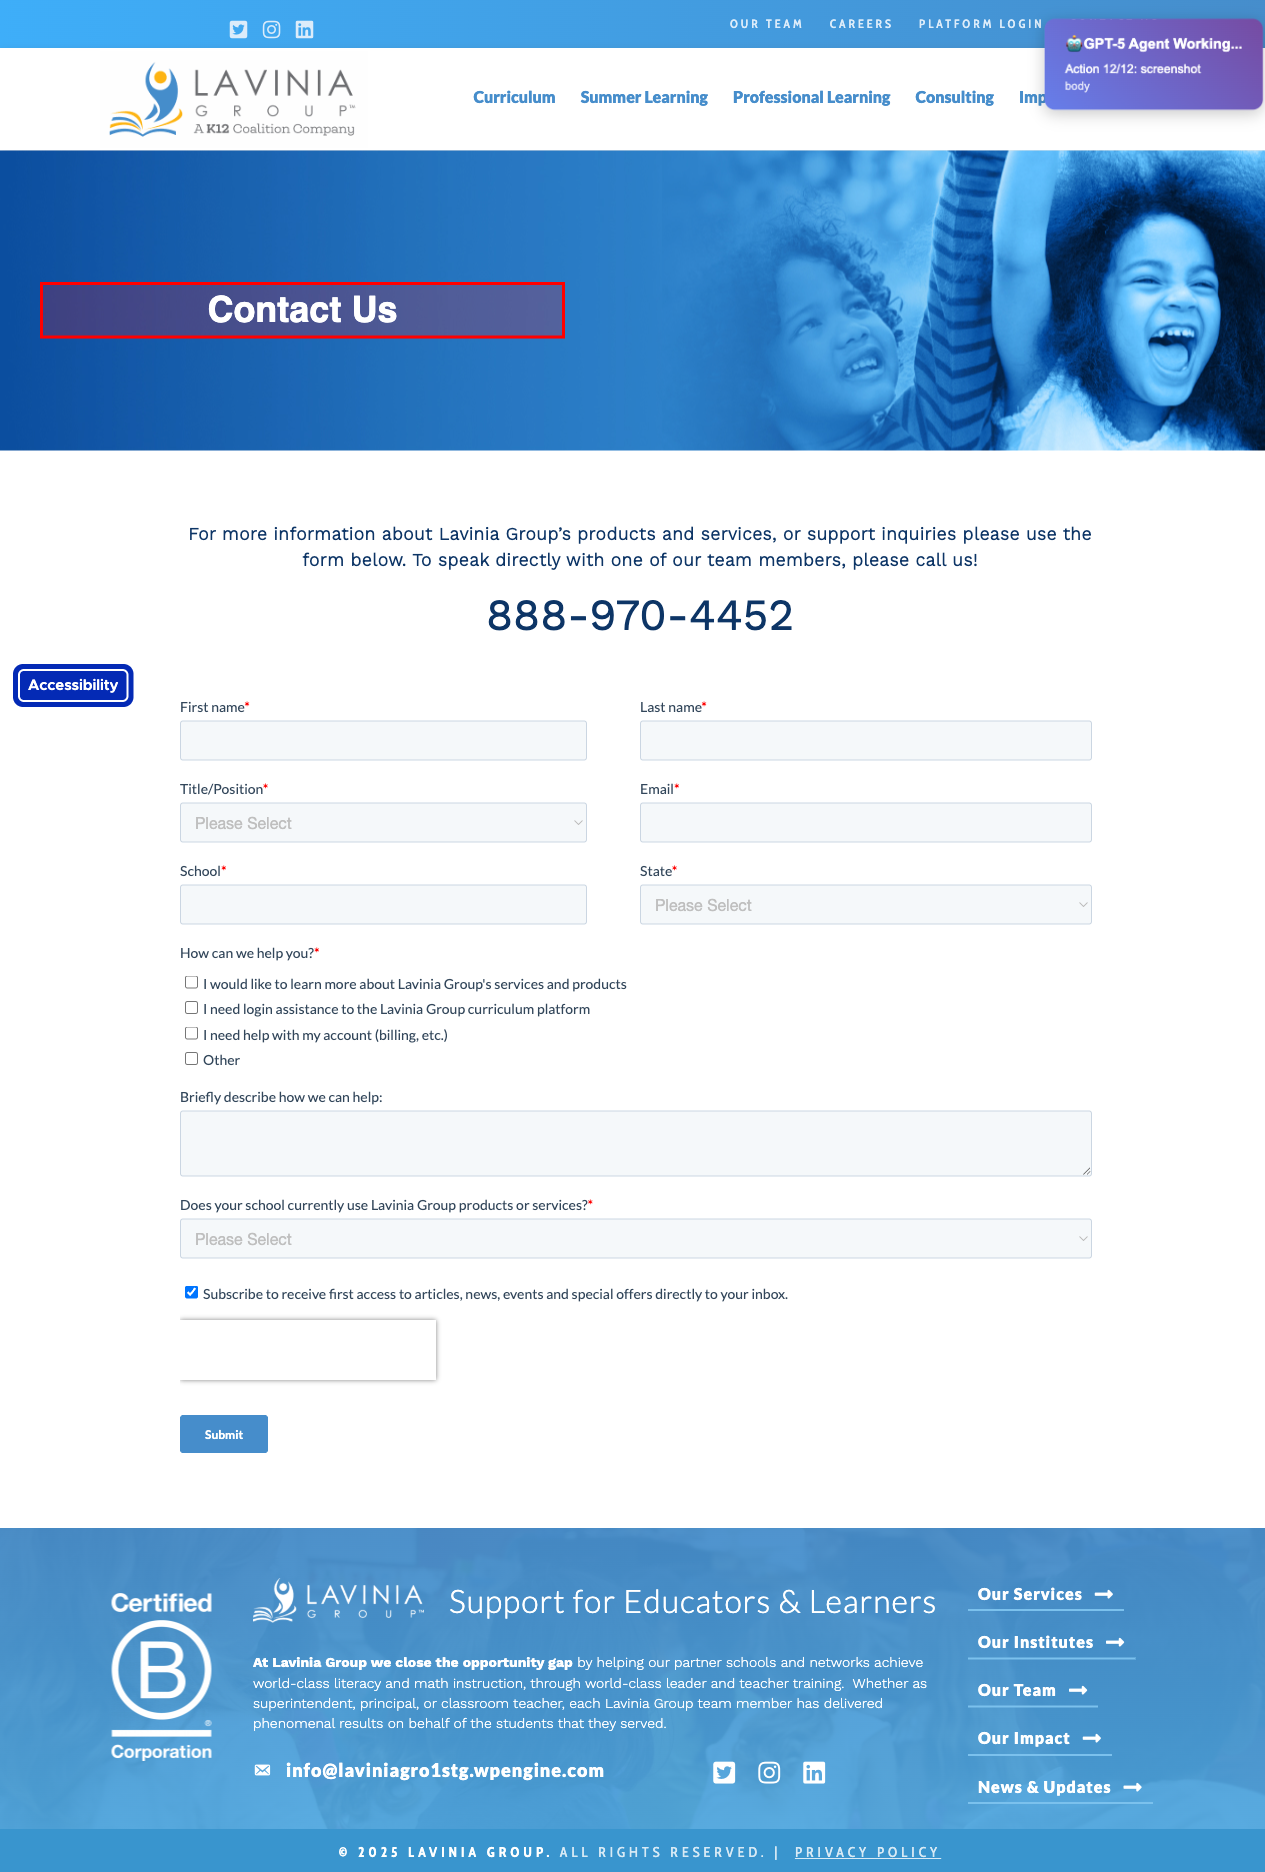 OUR TEAM CAREERS PLATFORM LOGIN
GPT-5 Agent Working...
Action 12/12: screenshot
body
LAVINIA
GROUP™
A K12 Coalition Company
Curriculum Summer Learning Professional Learning Consulting
Contact Us
For more information about Lavinia Group’s products and services, or support inquiries please use the
form below. To speak directly with one of our team members, please call us!
888-970-4452
Accessibility
First name*
Last name*
Title/Position*
Email*
Please Select
School*
State*
Please Select
How can we help you?*
I would like to learn more about Lavinia Group's services and products
I need login assistance to the Lavinia Group curriculum platform
I need help with my account (billing, etc.)
Other
Briefly describe how we can help:
Does your school currently use Lavinia Group products or services?*
Please Select
Subscribe to receive first access to articles, news, events and special offers directly to your inbox.
Submit
Certified
B
®
Corporation
LAVINIA
GROUP™
Support for Educators & Learners
At Lavinia Group we close the opportunity gap by helping our partner schools and networks achieve
world-class literacy and math instruction, through world-class leader and teacher training. Whether as
superintendent, principal, or classroom teacher, each Lavinia Group team member has delivered
phenomenal results on behalf of the students that they served.
info@laviniagro1stg.wpengine.com
Our Services
Our Institutes
Our Team
Our Impact
News & Updates
© 2025 LAVINIA GROUP. ALL RIGHTS RESERVED. | PRIVACY POLICY